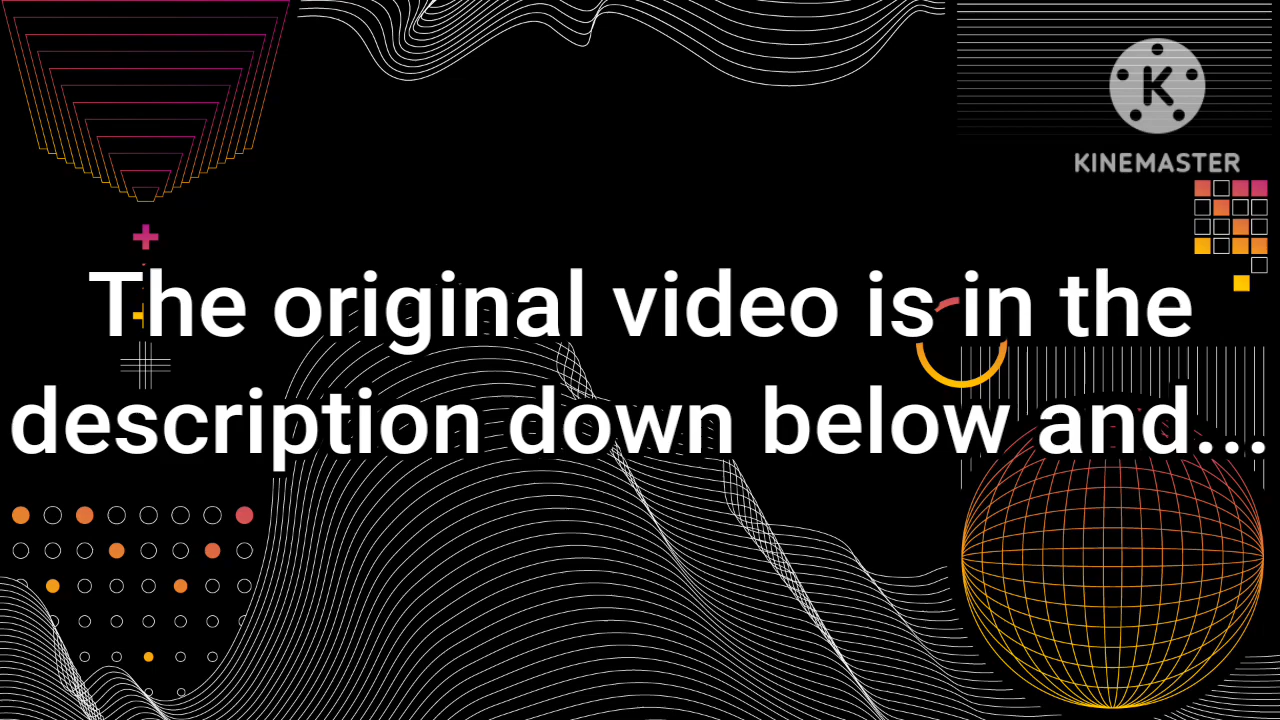 K
KINEMASTER
The original video is in the
description down below and...